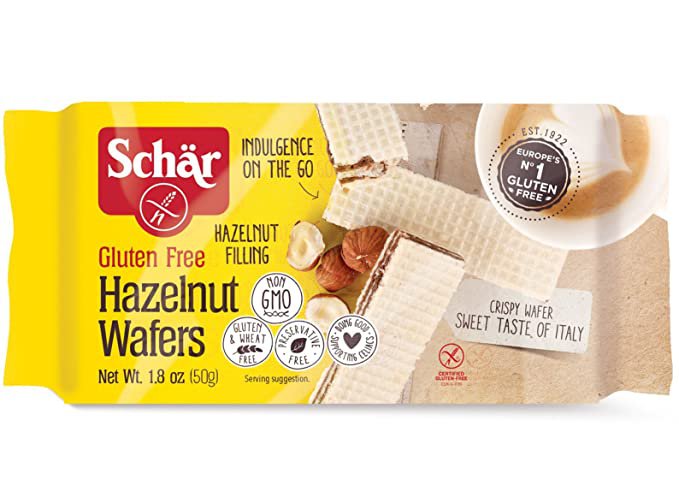 Schär
INDULGENCE
ON THE GO
HAZELNUT
FILLING
Gluten Free
Hazelnut
Wafers
NON
GMO
GLUTEN
& WHEAT
FREE
PRESERVATIVE
FREE
DOING GOOD •
SUPPORTING CELIACS •
Net Wt. 1.8 oz (50g)
Serving suggestion.
EST. 1922
EUROPE'S
N° 1
GLUTEN
FREE
CRISPY WAFER
SWEET TASTE OF ITALY
CERTIFIED
GLUTEN-FREE